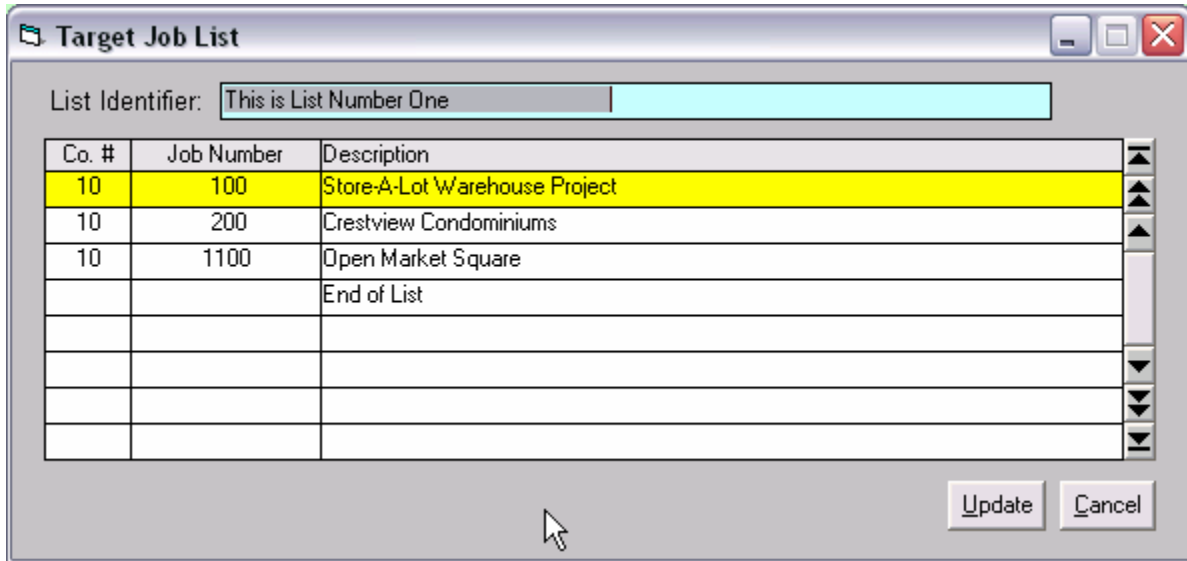 Target Job List
List Identifier: This is List Number One
Co. # Job Number Description
10 100 Store-A-Lot Warehouse Project
10 200 Crestview Condominiums
10 1100 Open Market Square
End of List
Update Cancel